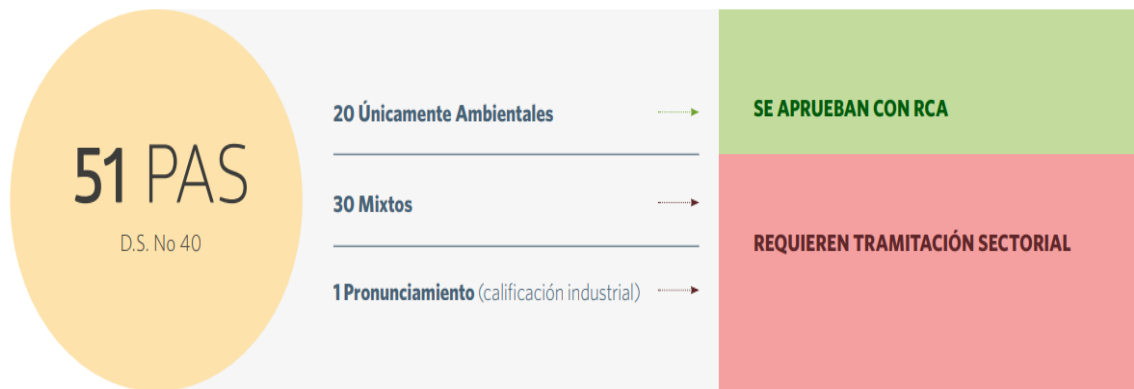 51 PAS
D.S. No 40
20 Únicamente Ambientales
SE APRUEBAN CON RCA
30 Mixtos
REQUIEREN TRAMITACIÓN SECTORIAL
1 Pronunciamiento (calificación industrial)